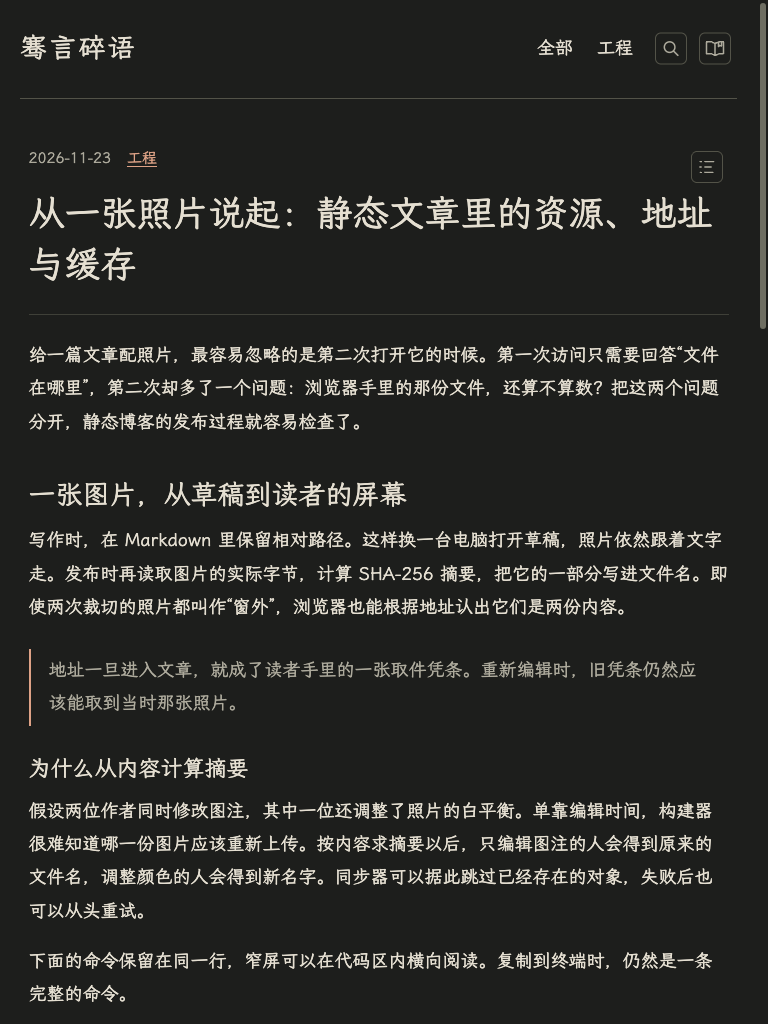 骞言碎语
全部 工程
2026-11-23 工程
从一张照片说起：静态文章里的资源、地址
与缓存
给一篇文章配照片，最容易忽略的是第二次打开它的时候。第一次访问只需要回答“文件
在哪里”，第二次却多了一个问题：浏览器手里的那份文件，还算不算数？把这两个问题
分开，静态博客的发布过程就容易检查了。
一张图片，从草稿到读者的屏幕
写作时，在 Markdown 里保留相对路径。这样换一台电脑打开草稿，照片依然跟着文字
走。发布时再读取图片的实际字节，计算 SHA-256 摘要，把它的一部分写进文件名。即
使两次裁切的照片都叫作“窗外”，浏览器也能根据地址认出它们是两份内容。
地址一旦进入文章，就成了读者手里的一张取件凭条。重新编辑时，旧凭条仍然应
该能取到当时那张照片。
为什么从内容计算摘要
假设两位作者同时修改图注，其中一位还调整了照片的白平衡。单靠编辑时间，构建器
很难知道哪一份图片应该重新上传。按内容求摘要以后，只编辑图注的人会得到原来的
文件名，调整颜色的人会得到新名字。同步器可以据此跳过已经存在的对象，失败后也
可以从头重试。
下面的命令保留在同一行，窄屏可以在代码区内横向阅读。复制到终端时，仍然是一条
完整的命令。